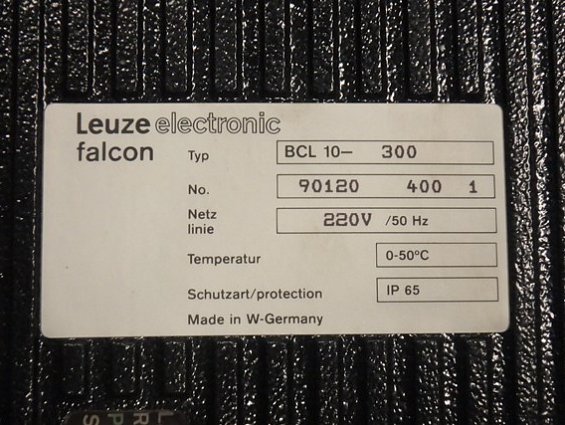 Leuze electronic
falcon
Typ BCL 10– 300
No. 90120 400 1
Netz
linie 220V /50 Hz
Temperatur 0-50°C
Schutzart/protection IP 65
Made in W-Germany